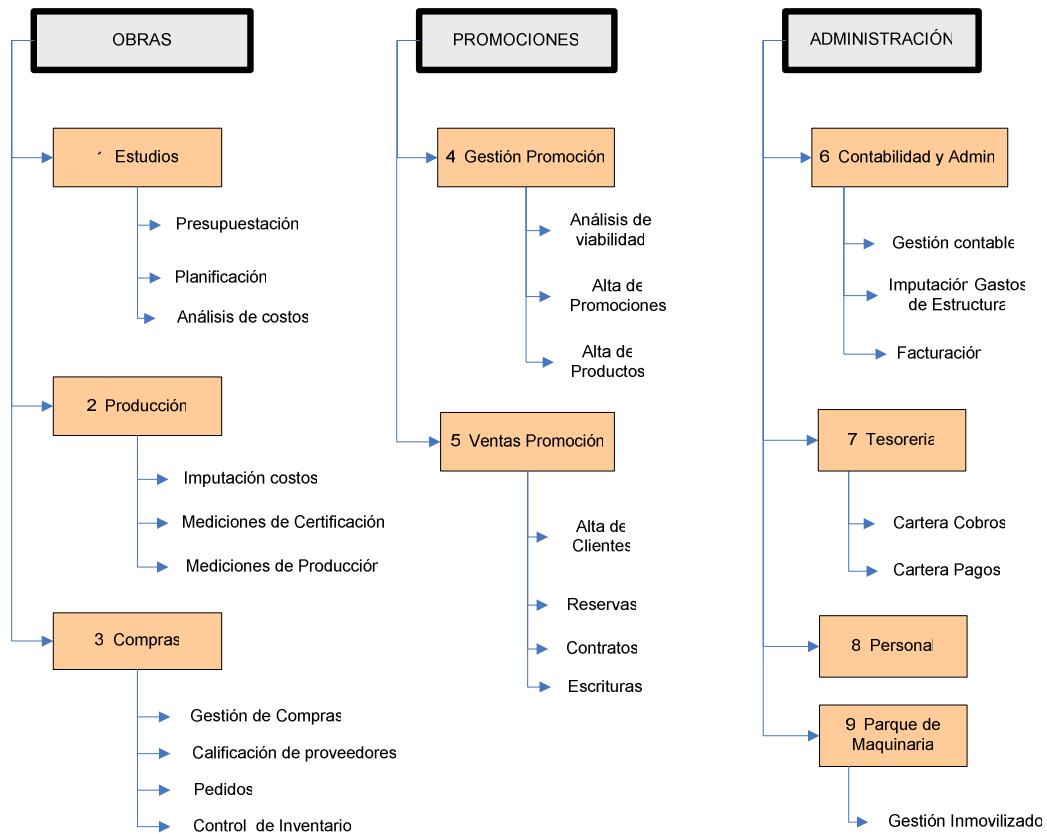 OBRAS
1 Estudios
Presupuestación
Planificación
Análisis de costos
2 Producción
Imputación costos
Mediciones de Certificación
Mediciones de Producción
3 Compras
Gestión de Compras
Calificación de proveedores
Pedidos
Control de Inventario
PROMOCIONES
4 Gestión Promoción
Análisis de
viabilidad
Alta de
Promociones
Alta de
Productos
5 Ventas Promoción
Alta de
Clientes
Reservas
Contratos
Escrituras
ADMINISTRACIÓN
6 Contabilidad y Admin
Gestión contable
Imputación Gastos
de Estructura
Facturación
7 Tesoreria
Cartera Cobros
Cartera Pagos
8 Personal
9 Parque de
Maquinaria
Gestión Inmovilizado